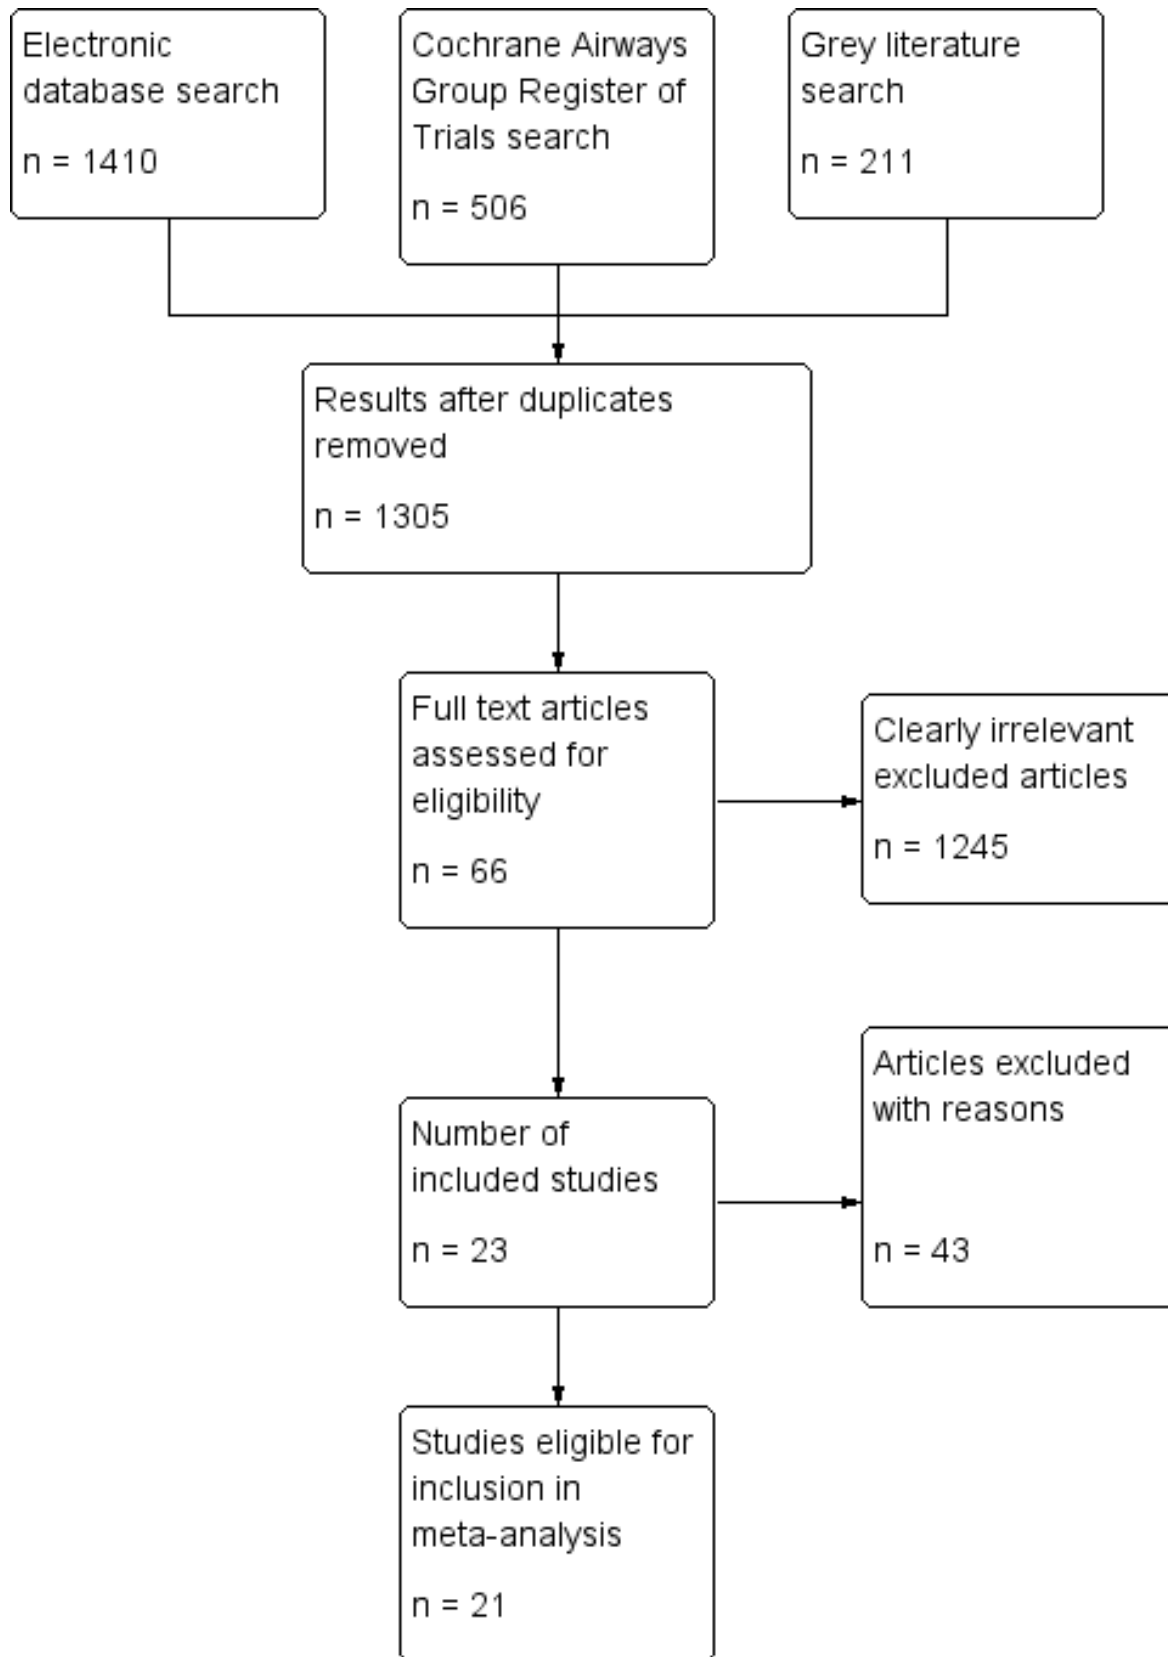 Electronic
database search
n = 1410
Cochrane Airways
Group Register of
Trials search
n = 506
Grey literature
search
n = 211
Results after duplicates
removed
n = 1305
Full text articles
assessed for
eligibility
n = 66
Clearly irrelevant
excluded articles
n = 1245
Number of
included studies
n = 23
Articles excluded
with reasons
n = 43
Studies eligible for
inclusion in
meta-analysis
n = 21